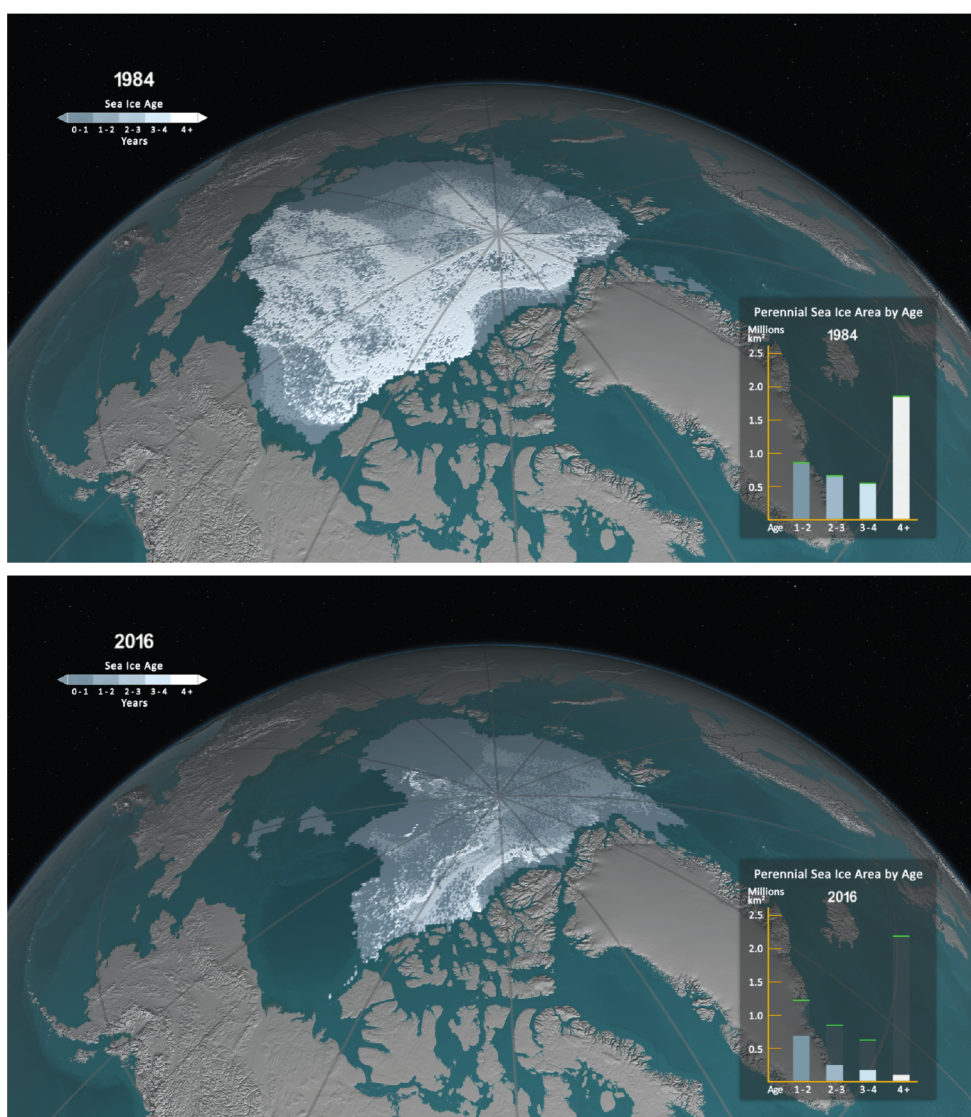 1984
Sea Ice Age
0 - 1 1 - 2 2 - 3 3 - 4 4 +
Years
Perennial Sea Ice Area by Age
Millions
km²
1984
2.5
2.0
1.5
1.0
0.5
Age 1 - 2 2 - 3 3 - 4 4 +
2016
Sea Ice Age
0 - 1 1 - 2 2 - 3 3 - 4 4 +
Years
Perennial Sea Ice Area by Age
Millions
km²
2016
2.5
2.0
1.5
1.0
0.5
Age 1 - 2 2 - 3 3 - 4 4 +